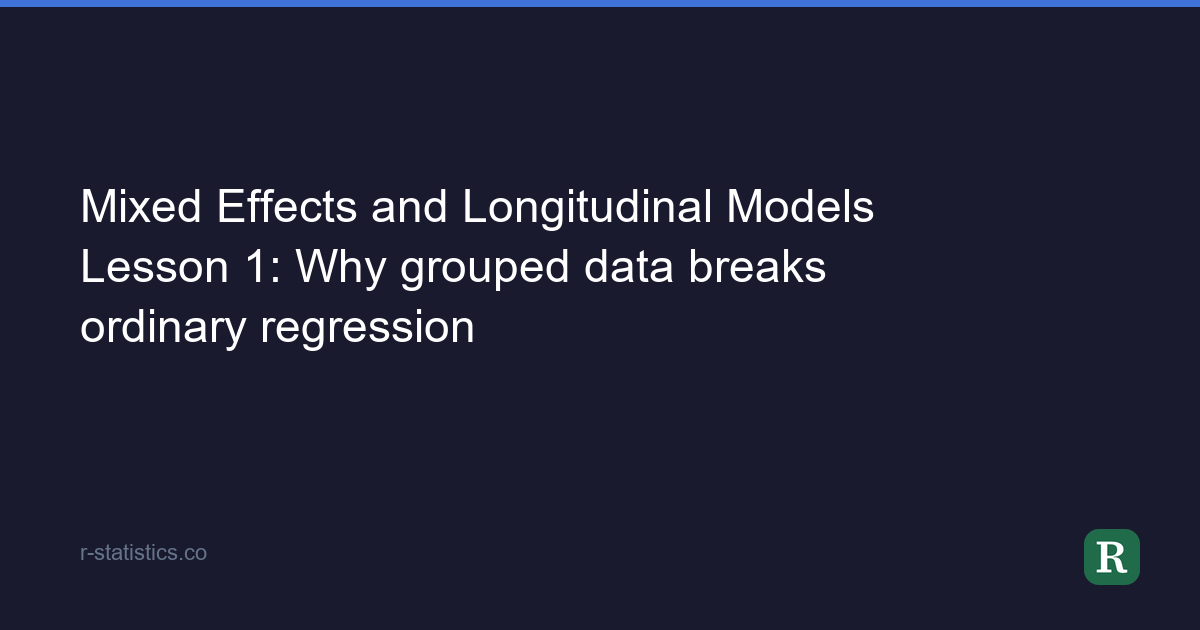 Mixed Effects and Longitudinal Models
Lesson 1: Why grouped data breaks
ordinary regression
r-statistics.co
R